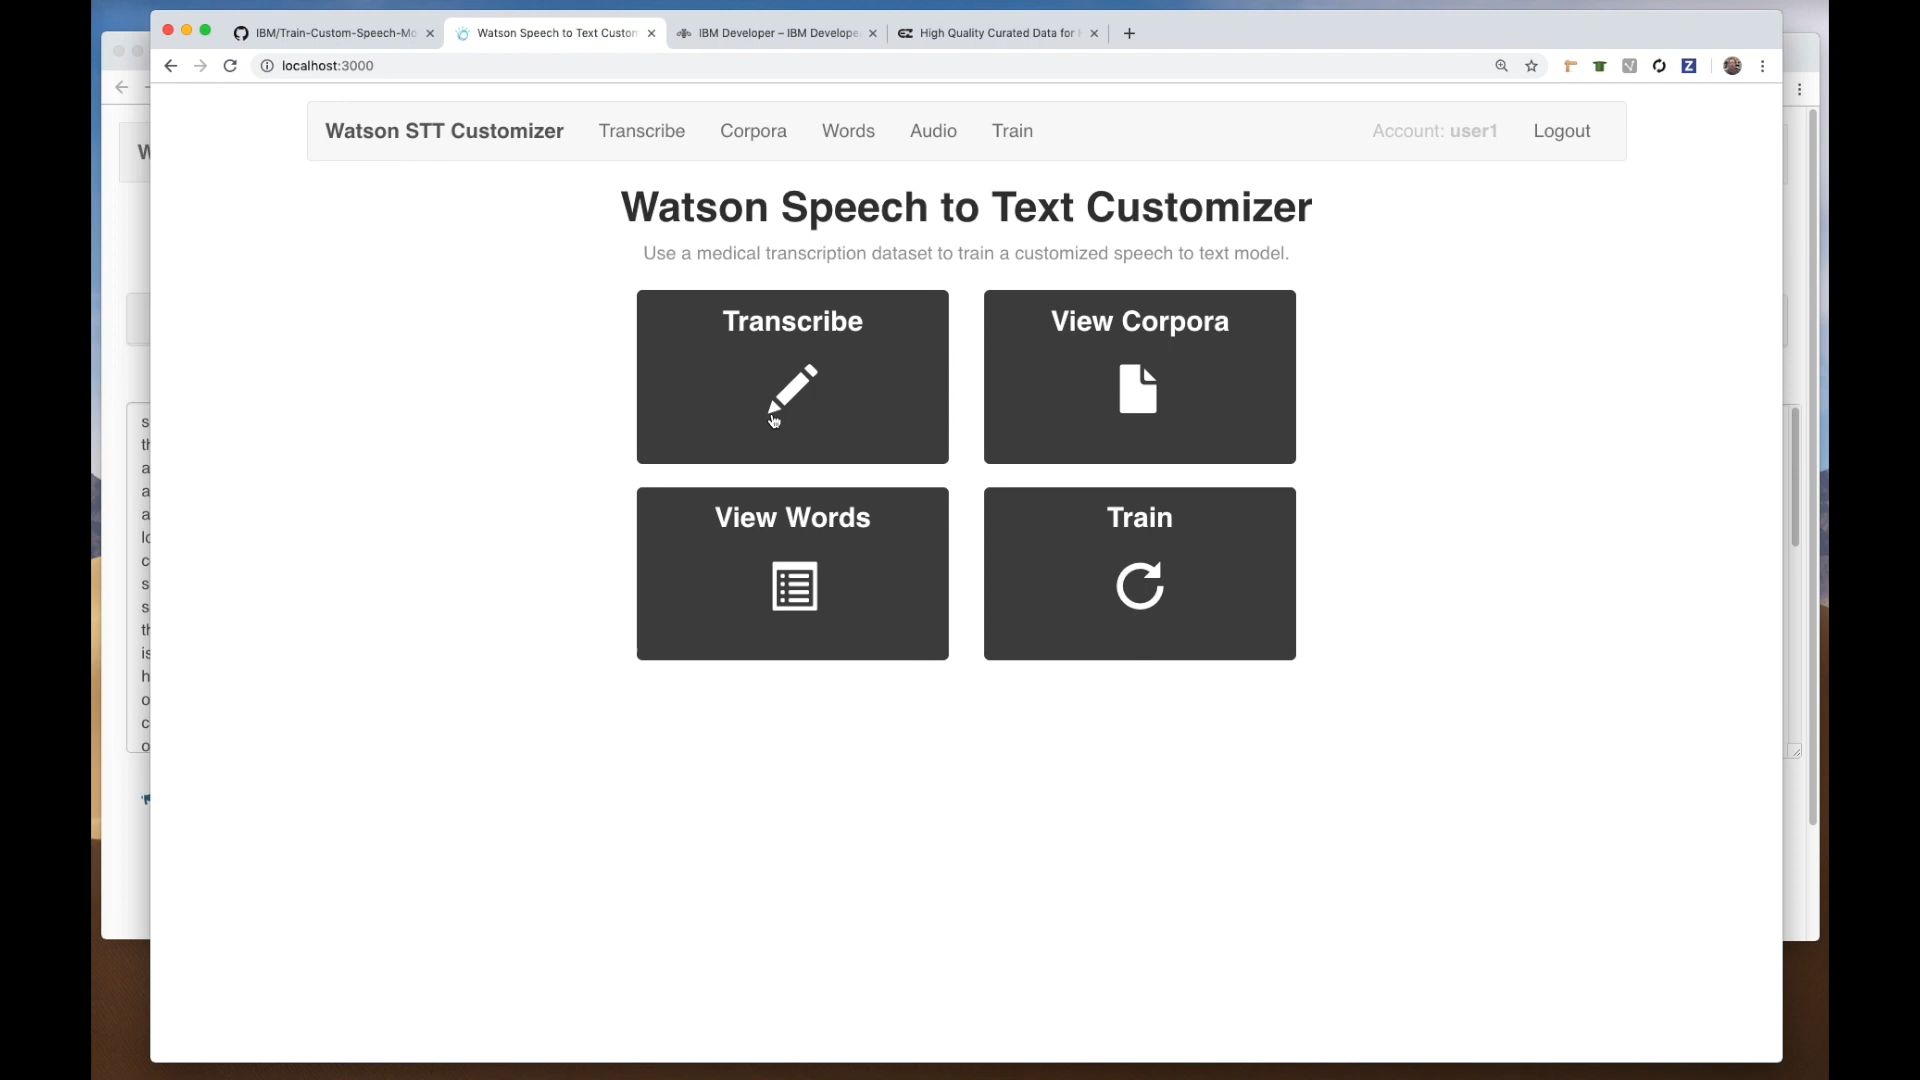 IBM/Train-Custom-Speech-Mo
Watson Speech to Text Custom
IBM Developer – IBM Develope
High Quality Curated Data for
localhost:3000
Watson STT Customizer
Transcribe
Corpora
Words
Audio
Train
Account: user1
Logout
Watson Speech to Text Customizer
Use a medical transcription dataset to train a customized speech to text model.
Transcribe
View Corpora
View Words
Train